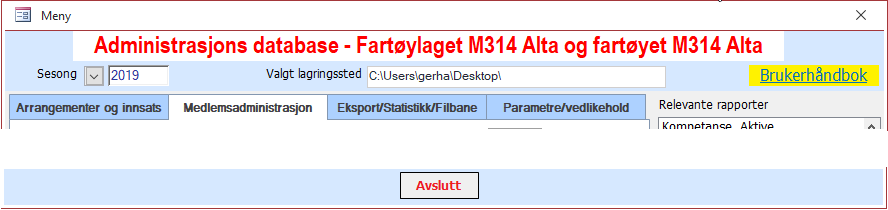 Meny
Administrasjons database - Fartøylaget M314 Alta og fartøyet M314 Alta
Sesong 2019 Valgt lagringssted C:\Users\gerha\Desktop\ Brukerhåndbok
Arrangementer og innsats Medlemsadministrasjon Eksport/Statistikk/Filbane Parametre/vedlikehold Relevante rapporter
Kompetanse Aktive
Avslutt